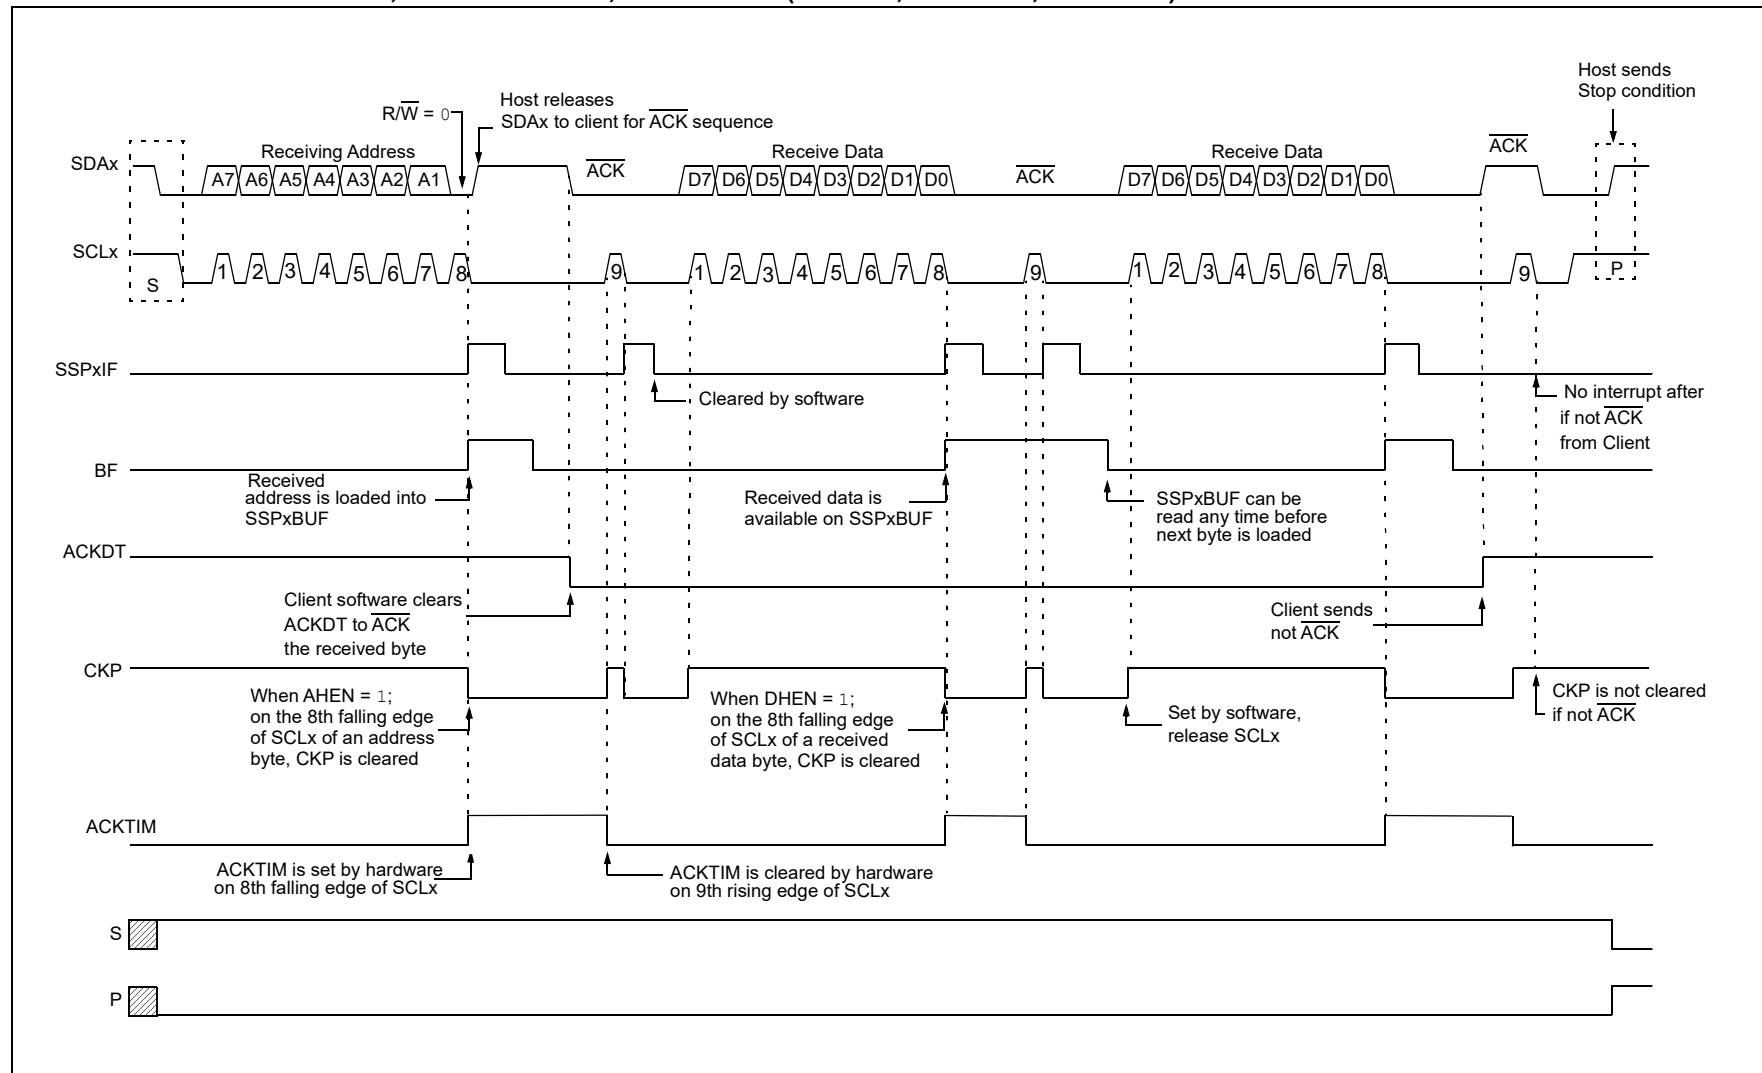 Host sends
Stop condition
Host releases
SDAx to client for ACK sequence
R/W = 0
SDAx
Receiving Address
ACK
Receive Data
ACK
Receive Data
ACK
A7 A6 A5 A4 A3 A2 A1
D7 D6 D5 D4 D3 D2 D1 D0
D7 D6 D5 D4 D3 D2 D1 D0
SCLx
S
1 2 3 4 5 6 7 8 9
1 2 3 4 5 6 7 8 9
1 2 3 4 5 6 7 8 9
P
SSPxIF
Cleared by software
No interrupt after
if not ACK
from Client
BF
Received
address is loaded into
SSPxBUF
Received data is
available on SSPxBUF
SSPxBUF can be
read any time before
next byte is loaded
ACKDT
Client software clears
ACKDT to ACK
the received byte
Client sends
not ACK
CKP
When AHEN = 1;
on the 8th falling edge
of SCLx of an address
byte, CKP is cleared
When DHEN = 1;
on the 8th falling edge
of SCLx of a received
data byte, CKP is cleared
Set by software,
release SCLx
CKP is not cleared
if not ACK
ACKTIM
ACKTIM is set by hardware
on 8th falling edge of SCLx
ACKTIM is cleared by hardware
on 9th rising edge of SCLx
S
P